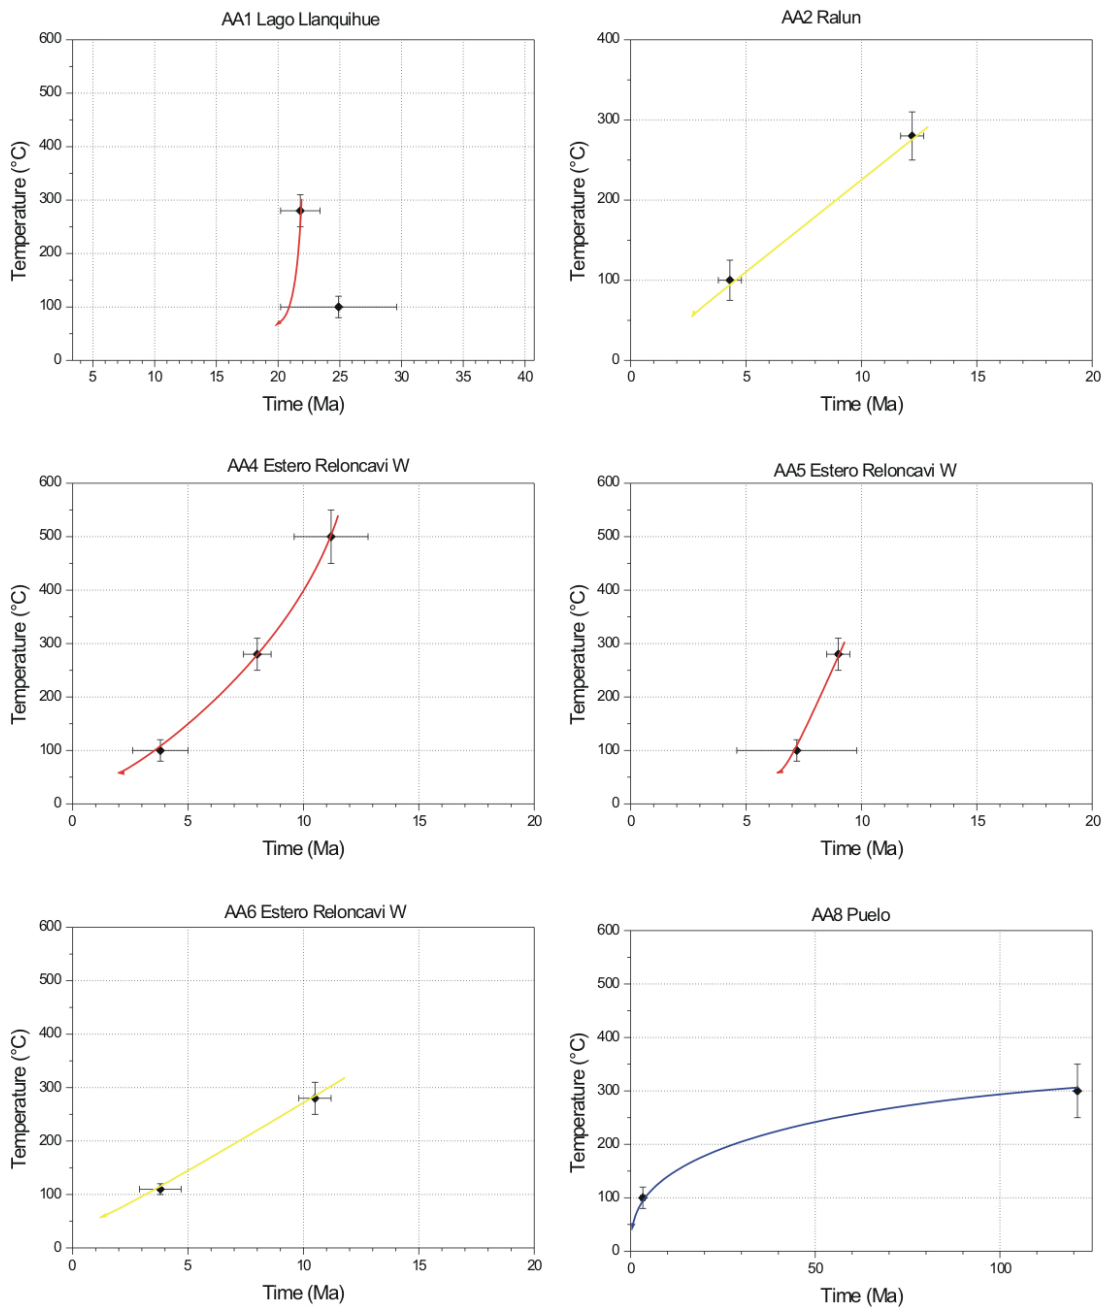 AA1 Lago Llanquihue
600
500
400
300
200
100
0
Temperature (°C)
5 10 15 20 25 30 35 40
Time (Ma)
AA2 Ralun
400
300
200
100
0
Temperature (°C)
0 5 10 15 20
Time (Ma)
AA4 Estero Reloncavi W
600
500
400
300
200
100
0
Temperature (°C)
0 5 10 15 20
Time (Ma)
AA5 Estero Reloncavi W
600
500
400
300
200
100
0
Temperature (°C)
0 5 10 15 20
Time (Ma)
AA6 Estero Reloncavi W
600
500
400
300
200
100
0
Temperature (°C)
0 5 10 15 20
Time (Ma)
AA8 Puelo
600
500
400
300
200
100
0
Temperature (°C)
50 100
Time (Ma)